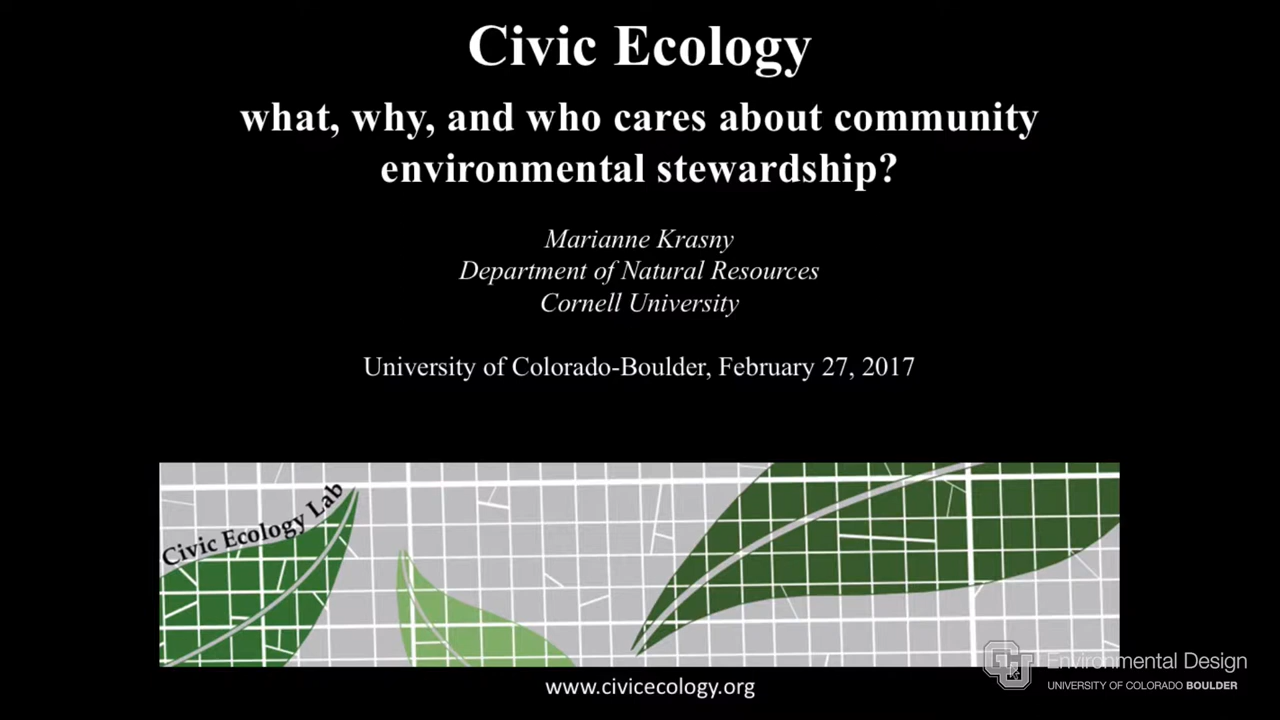 Civic Ecology
what, why, and who cares about community
environmental stewardship?
Marianne Krasny
Department of Natural Resources
Cornell University
University of Colorado-Boulder, February 27, 2017
Civic Ecology Lab
Environmental Design
UNIVERSITY OF COLORADO BOULDER
www.civicecology.org